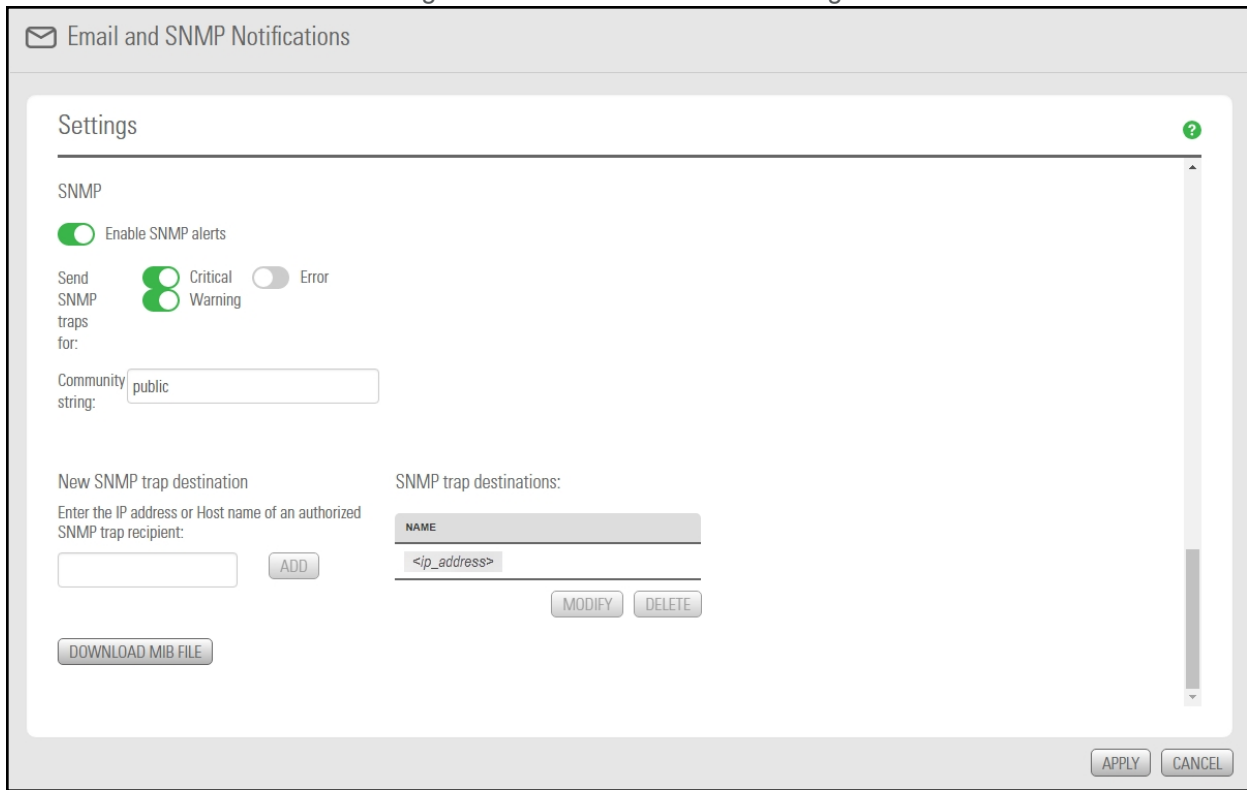 Email and SNMP Notifications
Settings
?
SNMP
Enable SNMP alerts
Send
SNMP
traps
for:
Critical
Error
Warning
Community
string:
public
New SNMP trap destination
Enter the IP address or Host name of an authorized
SNMP trap recipient:
ADD
SNMP trap destinations:
NAME
<ip_address>
MODIFY
DELETE
DOWNLOAD MIB FILE
APPLY
CANCEL